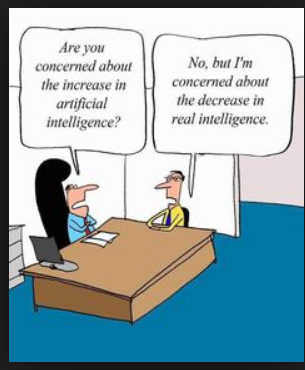 Are you
concerned about
the increase in
artificial
intelligence?
No, but I'm
concerned about
the decrease in
real intelligence.